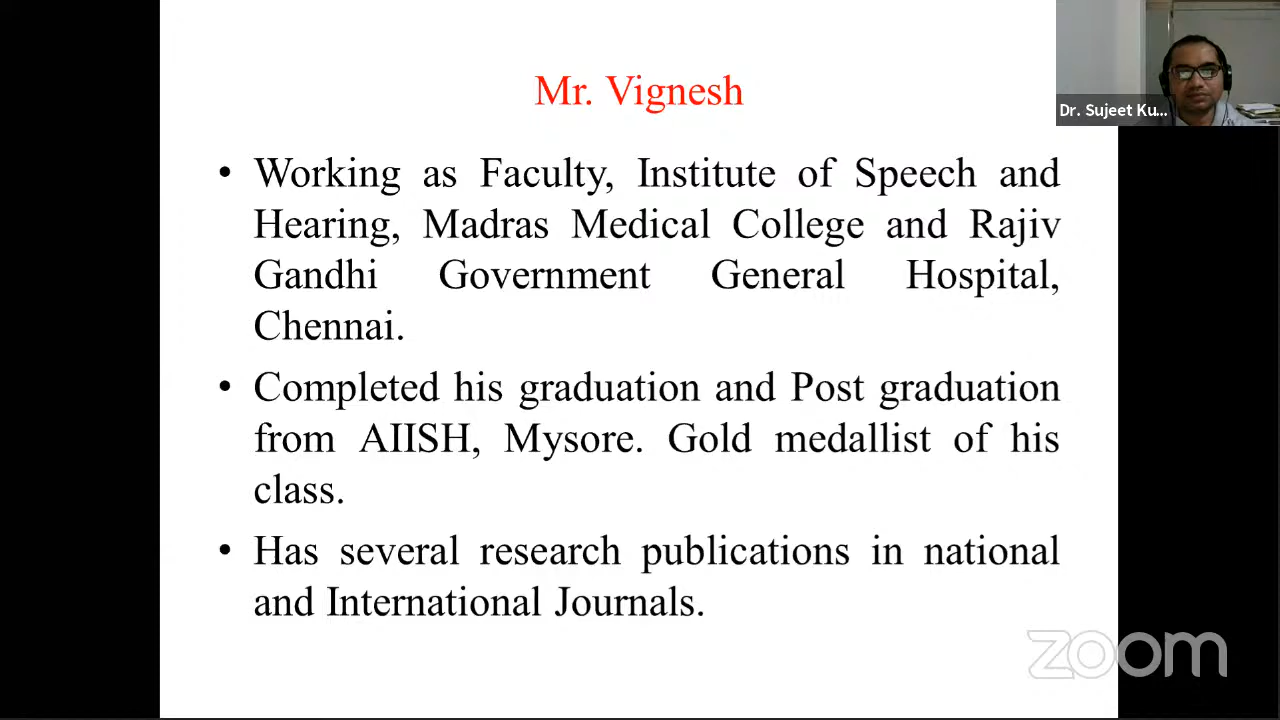 Mr. Vignesh
Dr. Sujeet Ku...
• Working as Faculty, Institute of Speech and
Hearing, Madras Medical College and Rajiv
Gandhi Government General Hospital,
Chennai.
• Completed his graduation and Post graduation
from AIISH, Mysore. Gold medallist of his
class.
• Has several research publications in national
and International Journals.
zoom